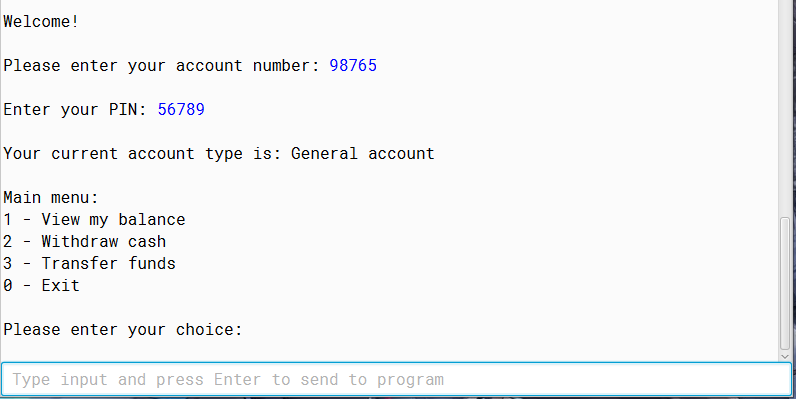 Welcome!
Please enter your account number: 98765
Enter your PIN: 56789
Your current account type is: General account
Main menu:
1 - View my balance
2 - Withdraw cash
3 - Transfer funds
0 - Exit
Please enter your choice:
Type input and press Enter to send to program